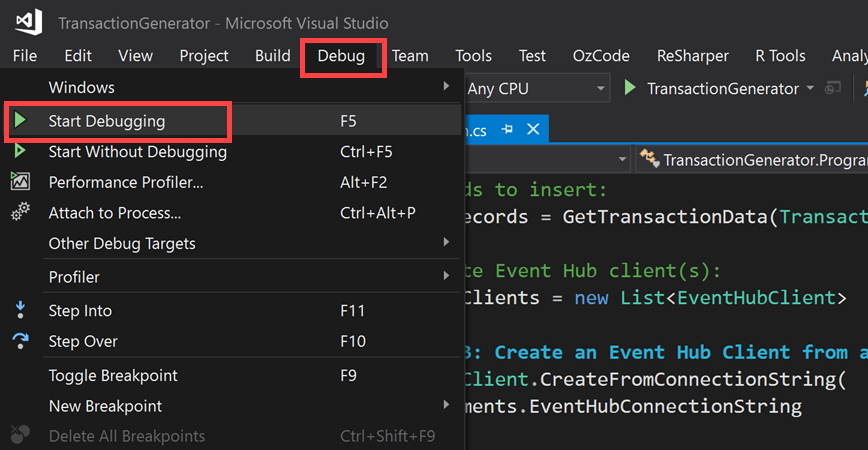 TransactionGenerator - Microsoft Visual Studio
File Edit View Project Build Debug Team Tools Test OzCode ReSharper R Tools Analy
Any CPU TransactionGenerator
Windows
Start Debugging F5
Start Without Debugging Ctrl+F5
Performance Profiler... Alt+F2
Attach to Process... Ctrl+Alt+P
Other Debug Targets
Profiler
Step Into F11
Step Over F10
Toggle Breakpoint F9
New Breakpoint
Delete All Breakpoints Ctrl+Shift+F9
.cs
TransactionGenerator.Program
ds to insert:
ecords = GetTransactionData(Transact
te Event Hub client(s):
Clients = new List<EventHubClient>
3: Create an Event Hub Client from a
Client.CreateFromConnectionString(
ments.EventHubConnectionString